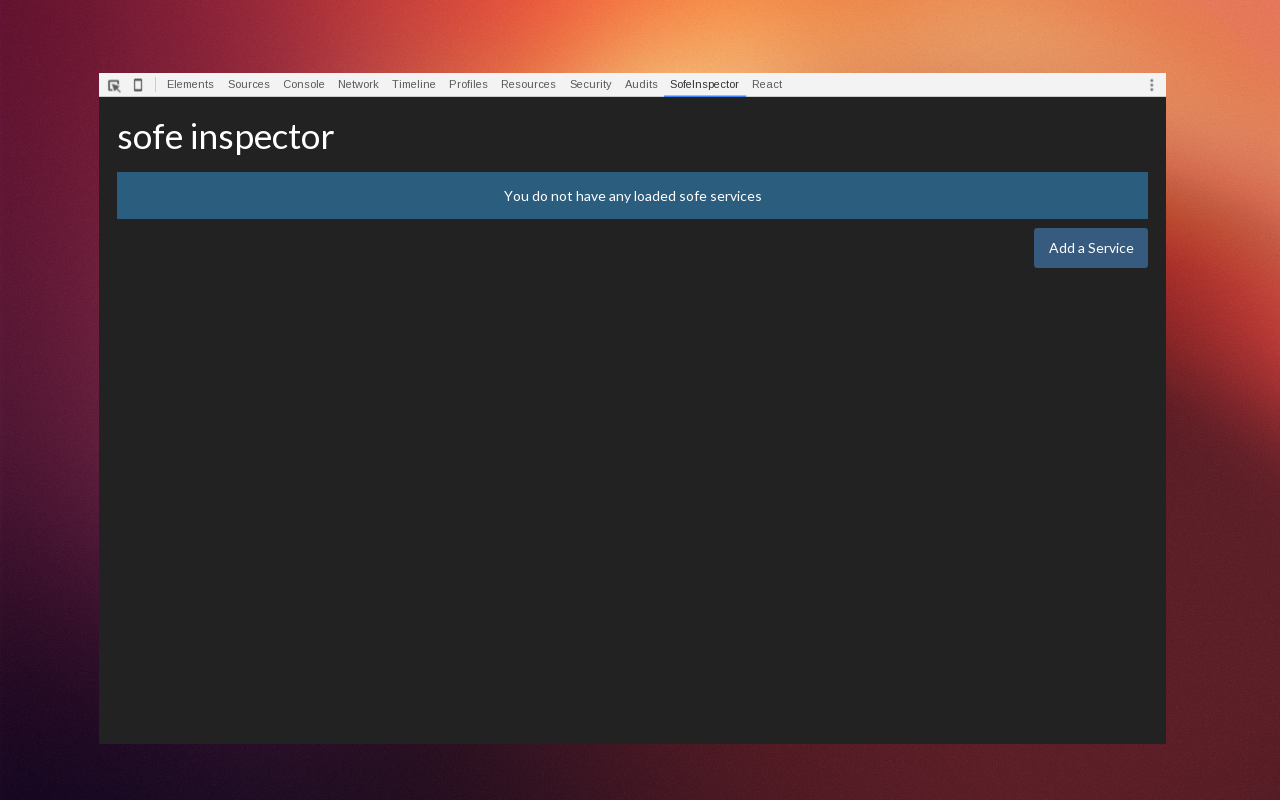 Elements Sources Console Network Timeline Profiles Resources Security Audits SofeInspector React
sofe inspector
You do not have any loaded sofe services
Add a Service